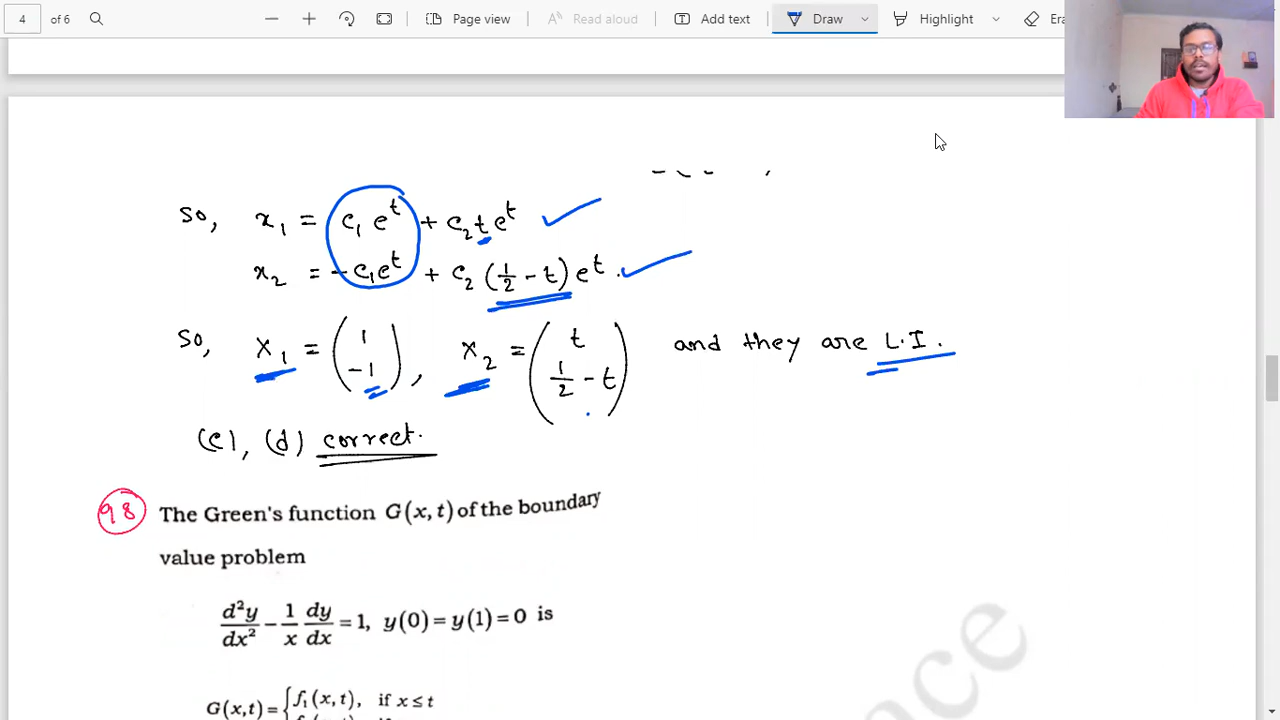 4 of 6 Page view Read aloud Add text Draw Highlight
so, x₁ = c₁ eᵗ + c₂ t eᵗ
x₂ = - c₁eᵗ + c₂ (1/2 - t) eᵗ.
so, x₁ = (1 -1), x₂ = (t 1/2 - t) and they are L.I.
(c), (d) correct.
98 The Green's function G(x, t) of the boundary
value problem
d²y/dx² - 1/x dy/dx = 1, y(0) = y(1) = 0 is
G(x,t) = { f₁(x,t), if x ≤ t